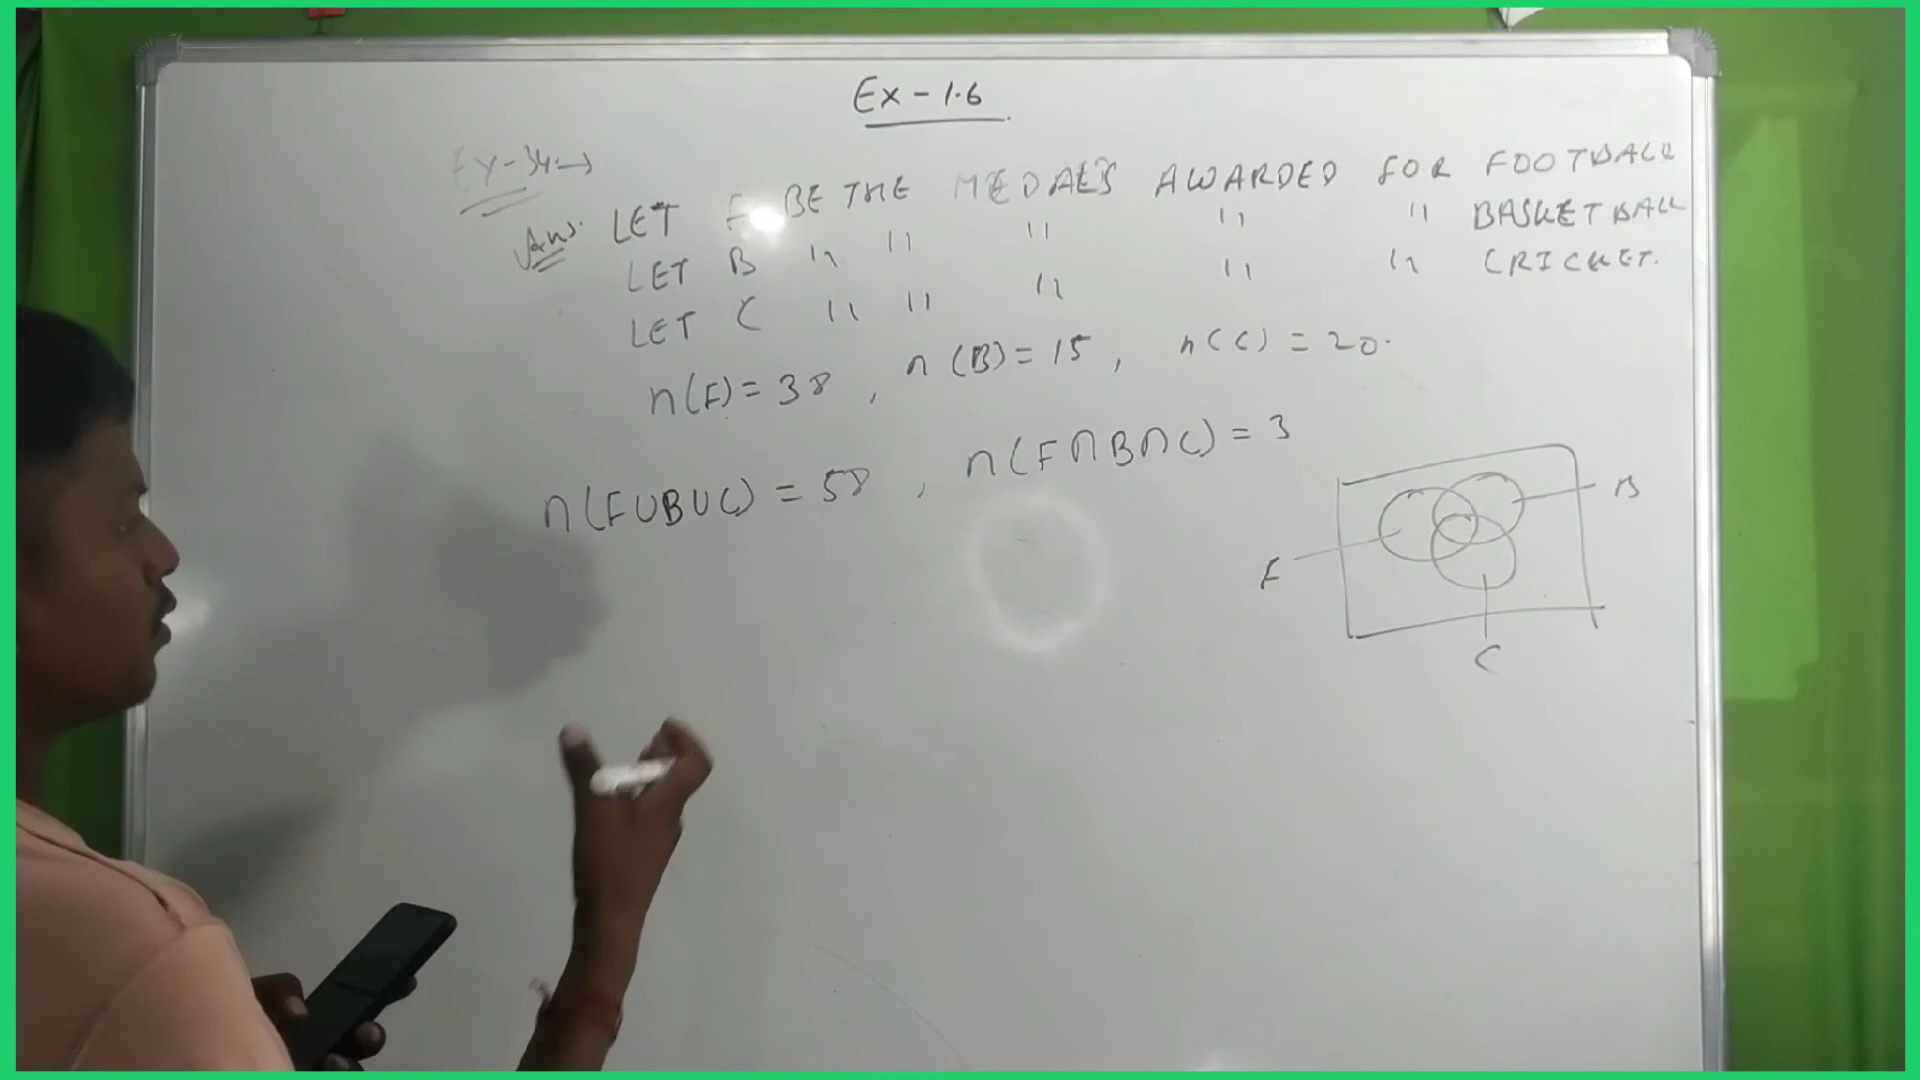 Ex - 1.6
Ex-34→
Ans. LET F BE THE MEDALS AWARDED FOR FOOTBALL
LET B " " " " " BASKETBALL
LET C " " " " " CRICKET.
n(F) = 38 , n(B) = 15 , n(C) = 20.
n(F∪B∪C) = 58 , n(F∩B∩C) = 3
B
F
C